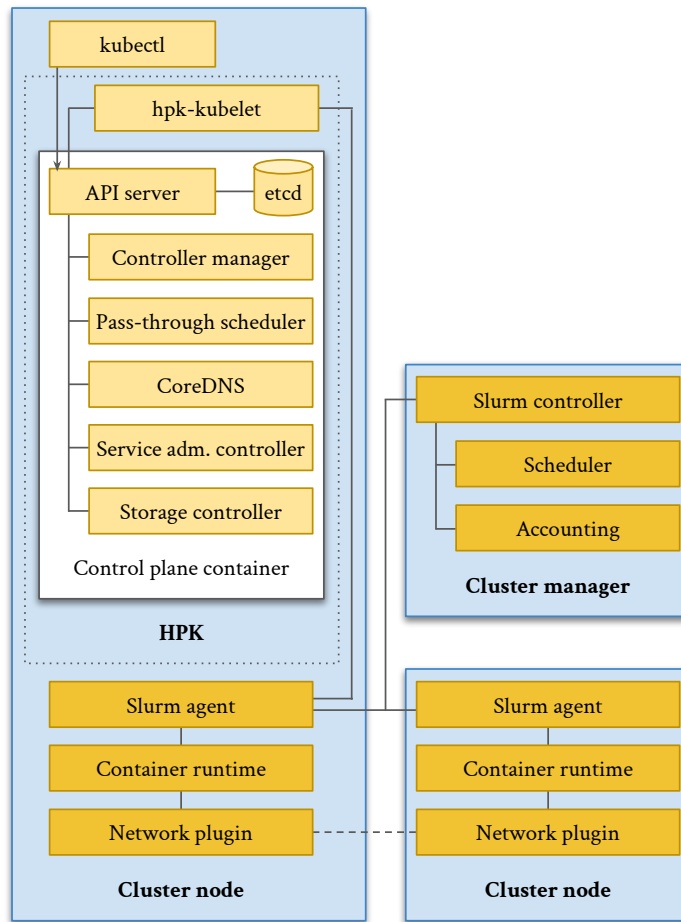 kubectl
hpk-kubelet
API server
etcd
Controller manager
Pass-through scheduler
CoreDNS
Service adm. controller
Storage controller
Control plane container
HPK
Slurm agent
Container runtime
Network plugin
Cluster node
Slurm controller
Scheduler
Accounting
Cluster manager
Slurm agent
Container runtime
Network plugin
Cluster node